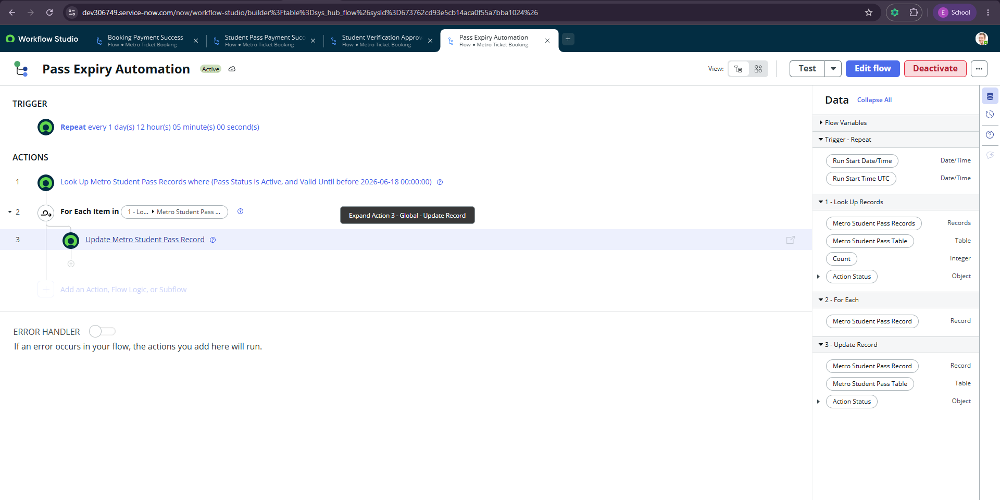 dev306749.service-now.com/now/workflow-studio/builder%3Ftable%3Dsys_hub_flow%26sysId%3D673762cd93e5cb14aca0f55a7bba1024%26
E School
Workflow Studio
Booking Payment Success
Flow • Metro Ticket Booking
Student Pass Payment Succ
Flow • Metro Ticket Booking
Student Verification Approv
Flow • Metro Ticket Booking
Pass Expiry Automation
Flow • Metro Ticket Booking
Pass Expiry Automation
Active
View:
Test
Edit flow
Deactivate
TRIGGER
Repeat every 1 day(s) 12 hour(s) 05 minute(s) 00 second(s)
ACTIONS
1 Look Up Metro Student Pass Records where (Pass Status is Active, and Valid Until before 2026-06-18 00:00:00)
2 For Each Item in 1 - Lo... Metro Student Pass ...
Expand Action 3 - Global - Update Record
3 Update Metro Student Pass Record
Add an Action, Flow Logic, or Subflow
ERROR HANDLER
If an error occurs in your flow, the actions you add here will run.
Data Collapse All
Flow Variables
Trigger - Repeat
Run Start Date/Time Date/Time
Run Start Time UTC Date/Time
1 - Look Up Records
Metro Student Pass Records Records
Metro Student Pass Table Table
Count Integer
Action Status Object
2 - For Each
Metro Student Pass Record Record
3 - Update Record
Metro Student Pass Record Record
Metro Student Pass Table Table
Action Status Object